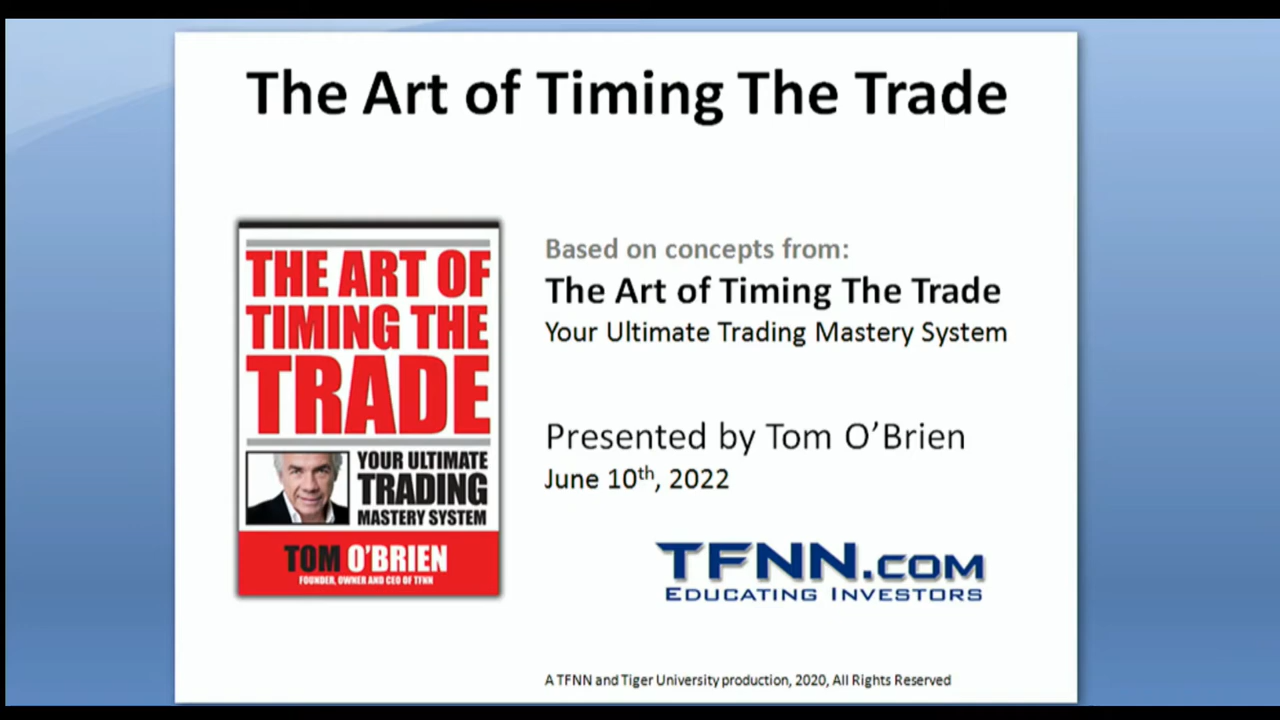 The Art of Timing The Trade
THE ART OF
TIMING THE
TRADE
YOUR ULTIMATE
TRADING
MASTERY SYSTEM
TOM O'BRIEN
FOUNDER, OWNER AND CEO OF TFNN
Based on concepts from:
The Art of Timing The Trade
Your Ultimate Trading Mastery System
Presented by Tom O’Brien
June 10th, 2022
TFNN.COM
EDUCATING INVESTORS
A TFNN and Tiger University production, 2020, All Rights Reserved